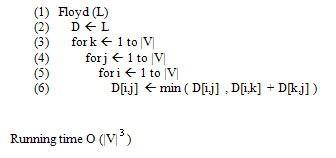 (1) Floyd (L)
(2) D ← L
(3) for k ← 1 to |V|
(4) for j ← 1 to |V|
(5) for i ← 1 to |V|
(6) D[i,j] ← min ( D[i,j] , D[i,k] + D[k,j] )
Running time O (|V|³ )